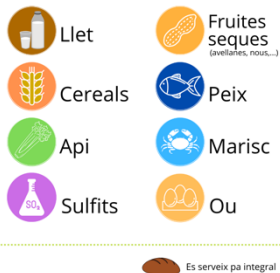 Llet
Fruites
seques
(avellanes, nous,...)
Cereals
Peix
Api
Marisc
SO₂
Sulfits
Ou
Es serveix pa integral